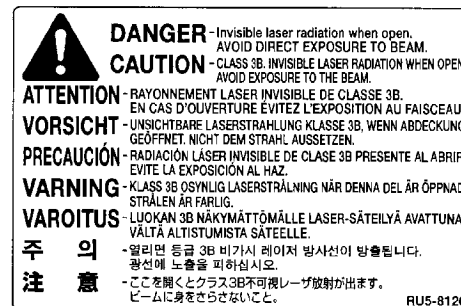 DANGER - Invisible laser radiation when open.
AVOID DIRECT EXPOSURE TO BEAM.
CAUTION - CLASS 3B. INVISIBLE LASER RADIATION WHEN OPEN
AVOID EXPOSURE TO THE BEAM.
ATTENTION - RAYONNEMENT LASER INVISIBLE DE CLASSE 3B.
EN CAS D'OUVERTURE ÉVITEZ L'EXPOSITION AU FAISCEAU
VORSICHT - UNSICHTBARE LASERSTRAHLUNG KLASSE 3B, WENN ABDECKUNG
GEÖFFNET. NICHT DEM STRAHL AUSSETZEN.
PRECAUCIÓN - RADIACIÓN LÁSER INVISIBLE DE CLASE 3B PRESENTE AL ABRIR
EVITE LA EXPOSICIÓN AL HAZ.
VARNING - KLASS 3B OSYNLIG LASERSTRÅLNING NÄR DENNA DEL ÄR ÖPPNAD
STRÅLEN ÄR FARLIG.
VAROITUS - LUOKAN 3B NÄKYMÄTTÖMÄLLE LASER-SÄTEILYÄ AVATTUNA
VÄLTÄ ALTISTUMISTA SÄTEELLE.
주 의 - 열리면 등급 3B 비가시 레이저 방사선이 방출됩니다.
광선에 노출을 피하십시오.
注 意 - ここを開くとクラス3B不可視レーザ放射が出ます。
ビームに身をさらさないこと。
RU5-8120